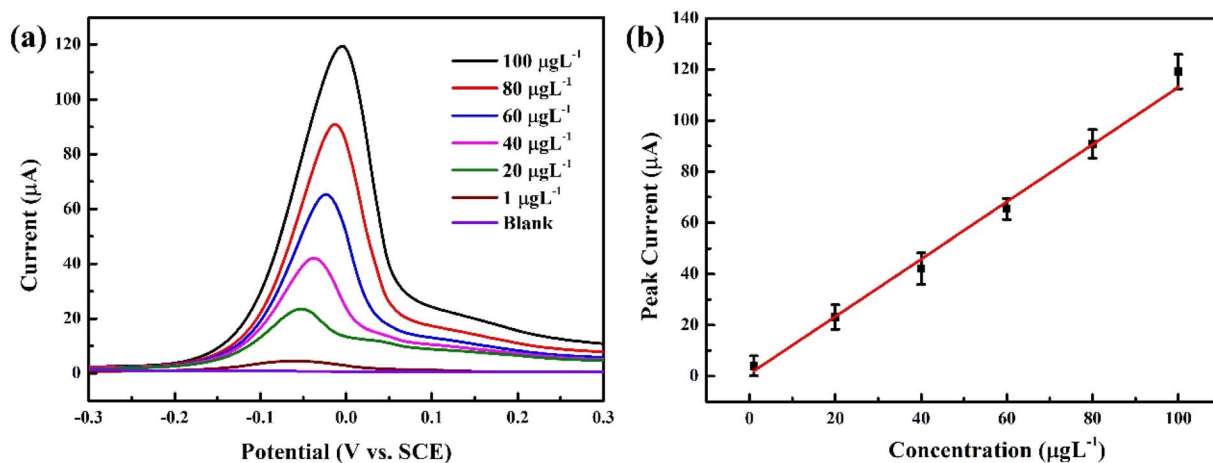 (a)
120
100
80
60
40
20
0
Current (μA)
100 μgL⁻¹
80 μgL⁻¹
60 μgL⁻¹
40 μgL⁻¹
20 μgL⁻¹
1 μgL⁻¹
Blank
-0.3 -0.2 -0.1 0.0 0.1 0.2 0.3
Potential (V vs. SCE)
(b)
140
120
100
80
60
40
20
0
Peak Current (μA)
0 20 40 60 80 100
Concentration (μgL⁻¹)